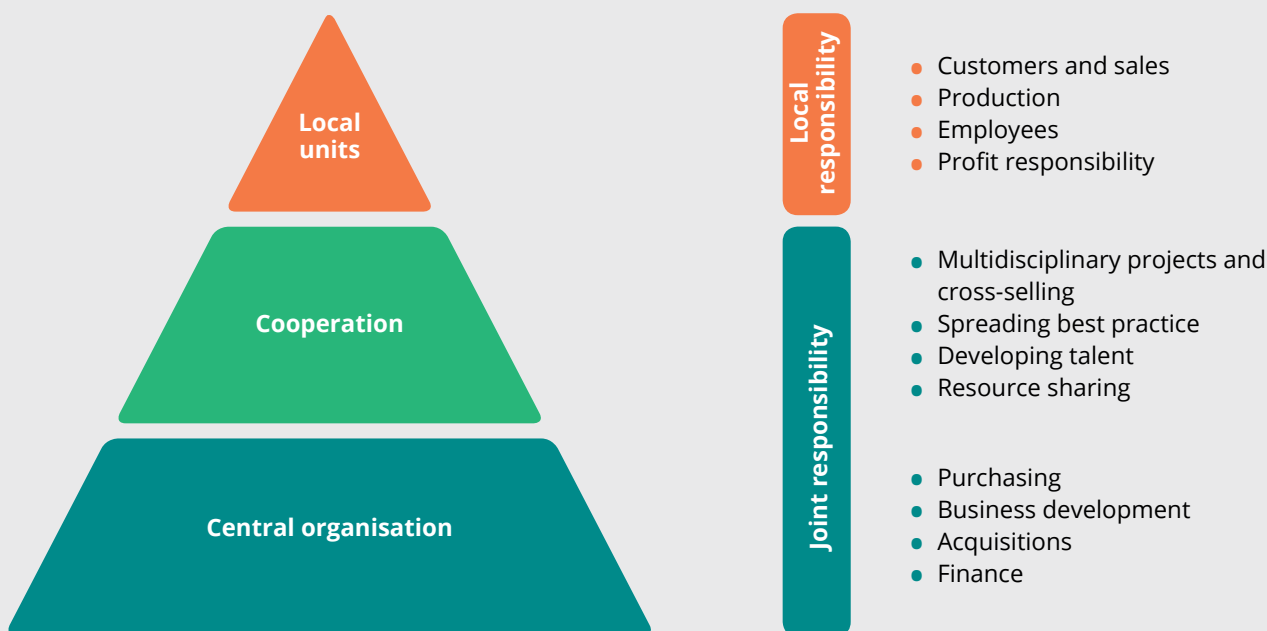 Local
units
Cooperation
Central organisation
Local
responsibility
Joint responsibility
Customers and sales
Production
Employees
Profit responsibility
Multidisciplinary projects and
cross-selling
Spreading best practice
Developing talent
Resource sharing
Purchasing
Business development
Acquisitions
Finance